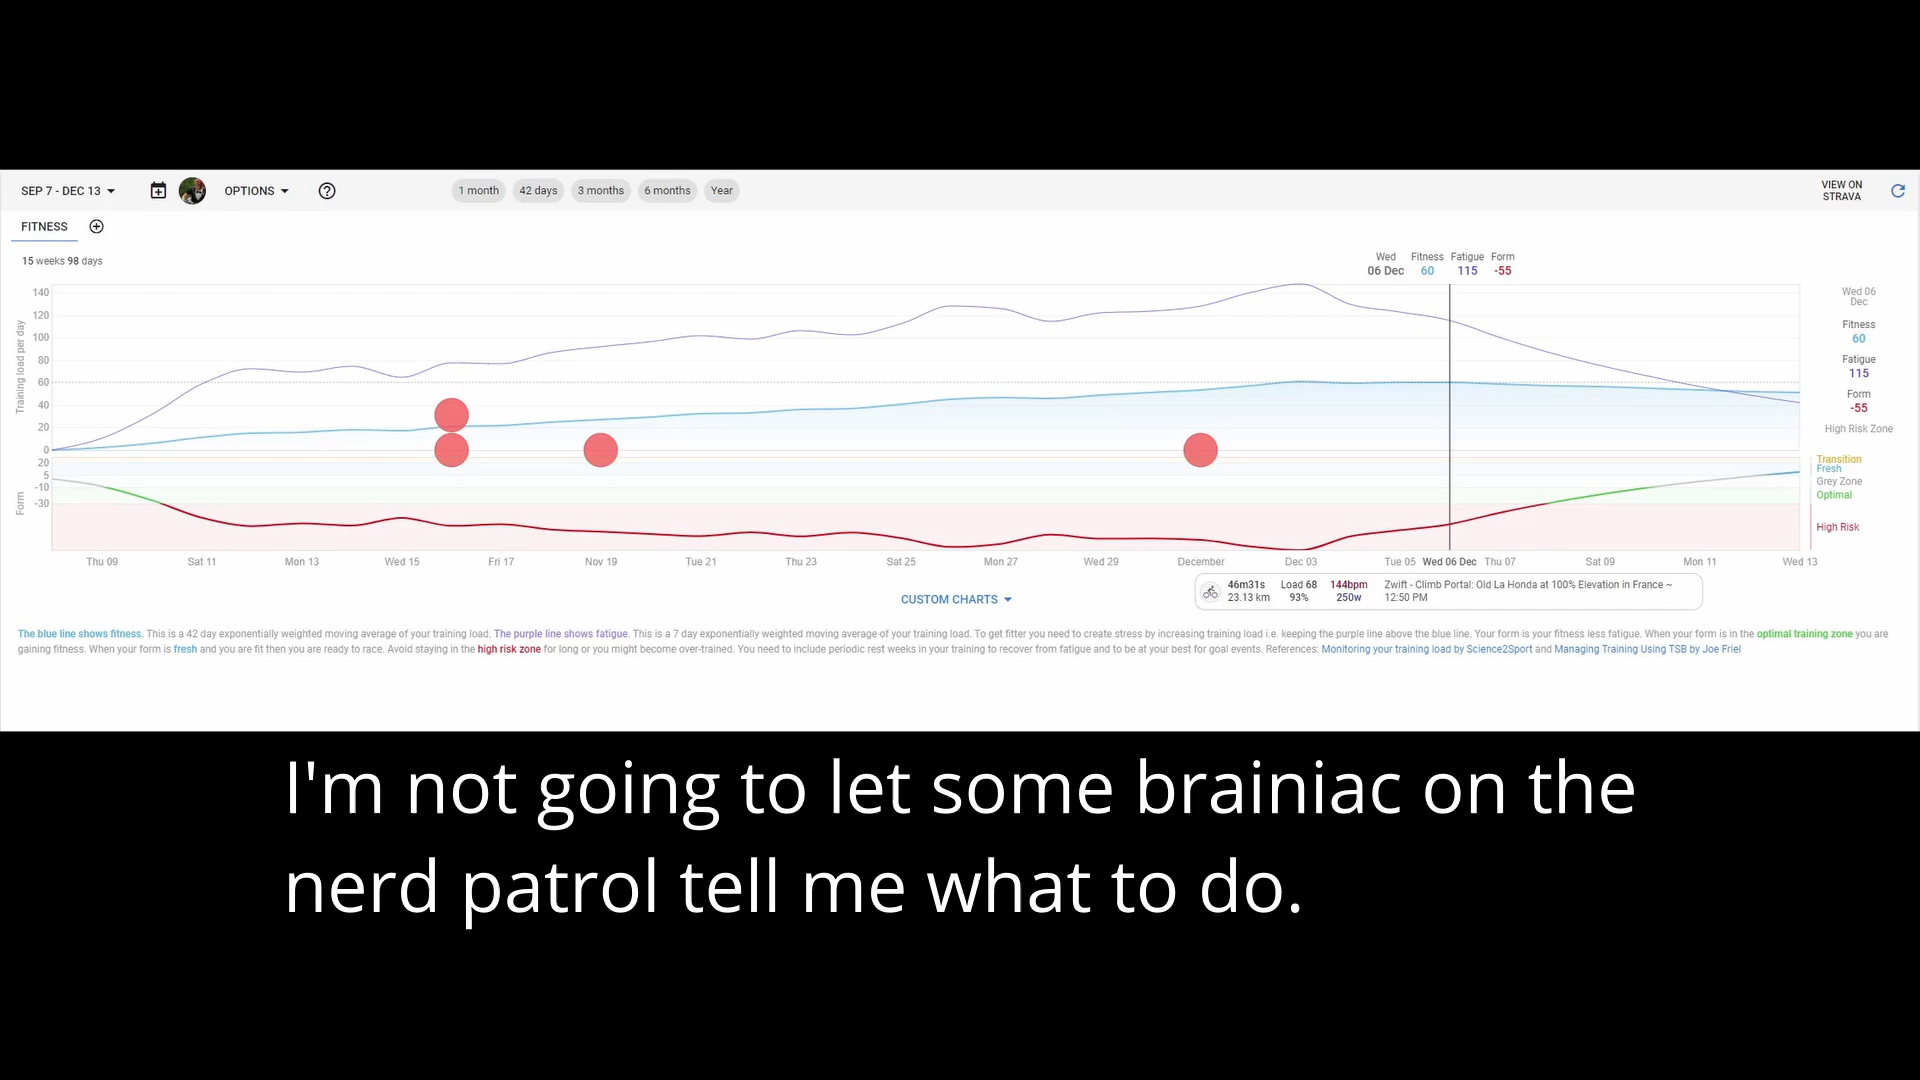 SEP 7 - DEC 13
OPTIONS
1 month 42 days 3 months 6 months Year
VIEW ON
STRAVA
FITNESS
15 weeks 98 days
Wed Fitness Fatigue Form
06 Dec 60 115 -55
Training load per day
140
120
100
80
60
40
20
0
20
5
-10
-30
Form
Wed 06
Dec
Fitness
60
Fatigue
115
Form
-55
High Risk Zone
Transition
Fresh
Grey Zone
Optimal
High Risk
Thu 09 Sat 11 Mon 13 Wed 15 Fri 17 Nov 19 Tue 21 Thu 23 Sat 25 Mon 27 Wed 29 December Dec 03 Tue 05 Wed 06 Dec Thu 07 Sat 09 Mon 11 Wed 13
46m31s Load 68 144bpm Zwift - Climb Portal: Old La Honda at 100% Elevation in France ~
23.13 km 93% 250w 12:50 PM
CUSTOM CHARTS
The blue line shows fitness. This is a 42 day exponentially weighted moving average of your training load. The purple line shows fatigue. This is a 7 day exponentially weighted moving average of your training load. To get fitter you need to create stress by increasing training load i.e. keeping the purple line above the blue line. Your form is your fitness less fatigue. When your form is in the optimal training zone you are
gaining fitness. When your form is fresh and you are fit then you are ready to race. Avoid staying in the high risk zone for long or you might become over-trained. You need to include periodic rest weeks in your training to recover from fatigue and to be at your best for goal events. References: Monitoring your training load by Science2Sport and Managing Training Using TSB by Joe Friel
I'm not going to let some brainiac on the
nerd patrol tell me what to do.